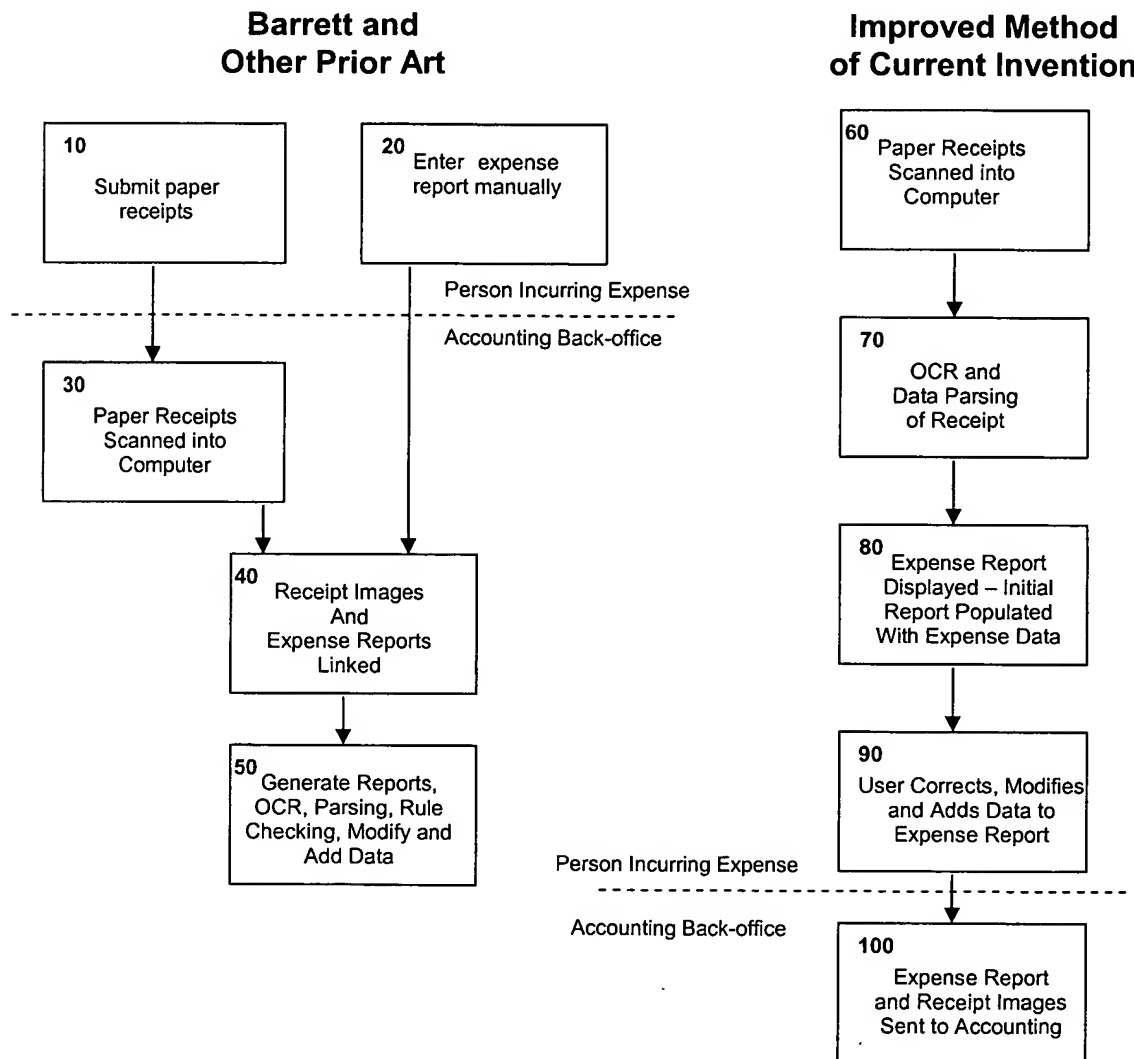 Barrett and
Other Prior Art
10
Submit paper
receipts
20
Enter expense
report manually
Person Incurring Expense
Accounting Back-office
30
Paper Receipts
Scanned into
Computer
40
Receipt Images
And
Expense Reports
Linked
50
Generate Reports,
OCR, Parsing, Rule
Checking, Modify and
Add Data
Improved Method
of Current Invention
60
Paper Receipts
Scanned into
Computer
70
OCR and
Data Parsing
of Receipt
80
Expense Report
Displayed – Initial
Report Populated
With Expense Data
90
User Corrects, Modifies
and Adds Data to
Expense Report
Person Incurring Expense
Accounting Back-office
100
Expense Report
and Receipt Images
Sent to Accounting